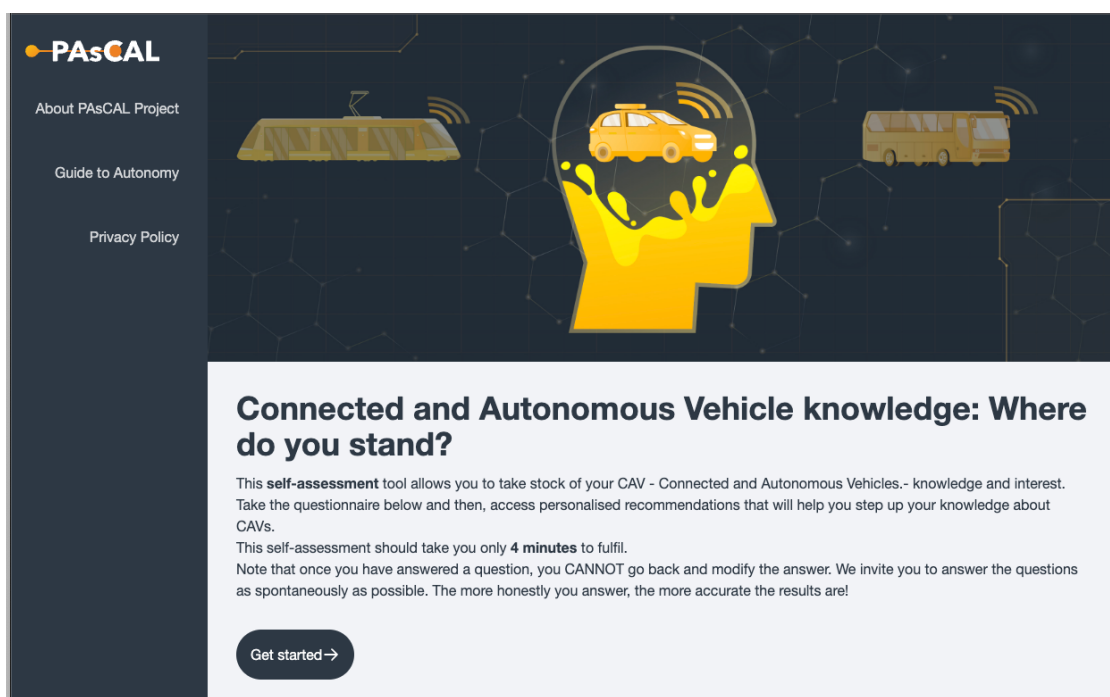 PAsCAL
About PAsCAL Project
Guide to Autonomy
Privacy Policy
Connected and Autonomous Vehicle knowledge: Where
do you stand?
This self-assessment tool allows you to take stock of your CAV - Connected and Autonomous Vehicles.- knowledge and interest.
Take the questionnaire below and then, access personalised recommendations that will help you step up your knowledge about
CAVs.
This self-assessment should take you only 4 minutes to fulfil.
Note that once you have answered a question, you CANNOT go back and modify the answer. We invite you to answer the questions
as spontaneously as possible. The more honestly you answer, the more accurate the results are!
Get started→